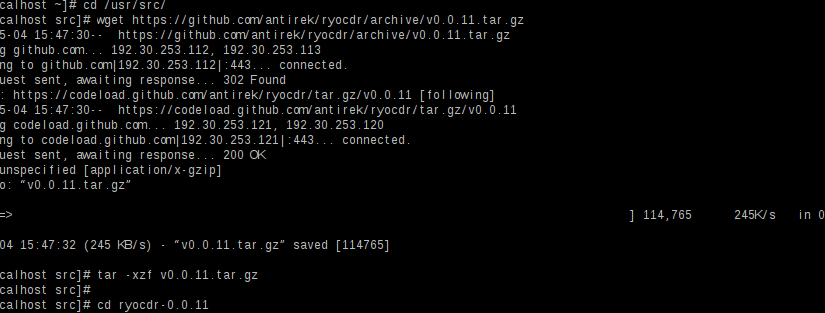 calhost ~]# cd /usr/src/
calhost src]# wget https://github.com/antirek/ryocdr/archive/v0.0.11.tar.gz
5-04 15:47:30--  https://github.com/antirek/ryocdr/archive/v0.0.11.tar.gz
g github.com... 192.30.253.112, 192.30.253.113
ng to github.com|192.30.253.112|:443... connected.
uest sent, awaiting response... 302 Found
: https://codeload.github.com/antirek/ryocdr/tar.gz/v0.0.11 [following]
5-04 15:47:30--  https://codeload.github.com/antirek/ryocdr/tar.gz/v0.0.11
g codeload.github.com... 192.30.253.121, 192.30.253.120
ng to codeload.github.com|192.30.253.121|:443... connected.
uest sent, awaiting response... 200 OK
unspecified [application/x-gzip]
o: “v0.0.11.tar.gz”
=> ] 114,765 245K/s in 0
04 15:47:32 (245 KB/s) - “v0.0.11.tar.gz” saved [114765]
calhost src]# tar -xzf v0.0.11.tar.gz
calhost src]#
calhost src]# cd ryocdr-0.0.11